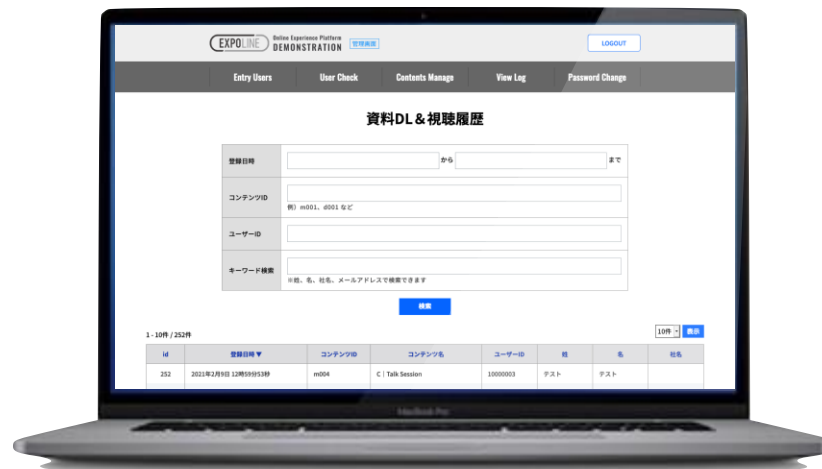 EXPOLINE
Online Experience Platform
DEMONSTRATION
管理画面
LOGOUT
Entry Users
User Check
Contents Manage
View Log
Password Change
資料DL＆視聴履歴
登録日時
から
まで
コンテンツID
例）m001、d001 など
ユーザーID
キーワード検索
※姓、名、社名、メールアドレスで検索できます
検索
1 - 10件 / 252件
10件
表示
id 登録日時▼ コンテンツID コンテンツ名 ユーザーID 姓 名 社名
252 2021年2月9日 12時59分53秒 m004 C｜Talk Session 10000003 テスト テスト
MacBook Pro